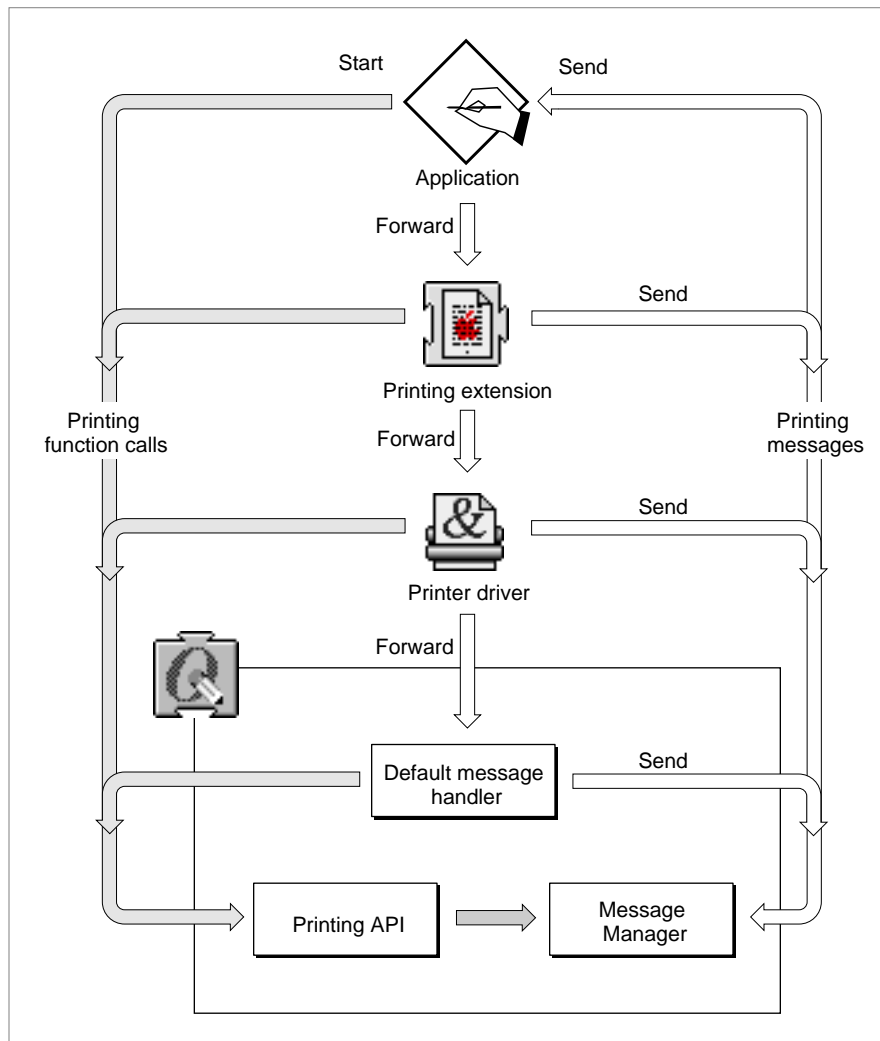 Start
Send
Application
Forward
Send
Printing extension
Printing
function calls
Forward
Printing
messages
&
Send
Printer driver
Forward
Default message
handler
Send
Printing API
Message
Manager